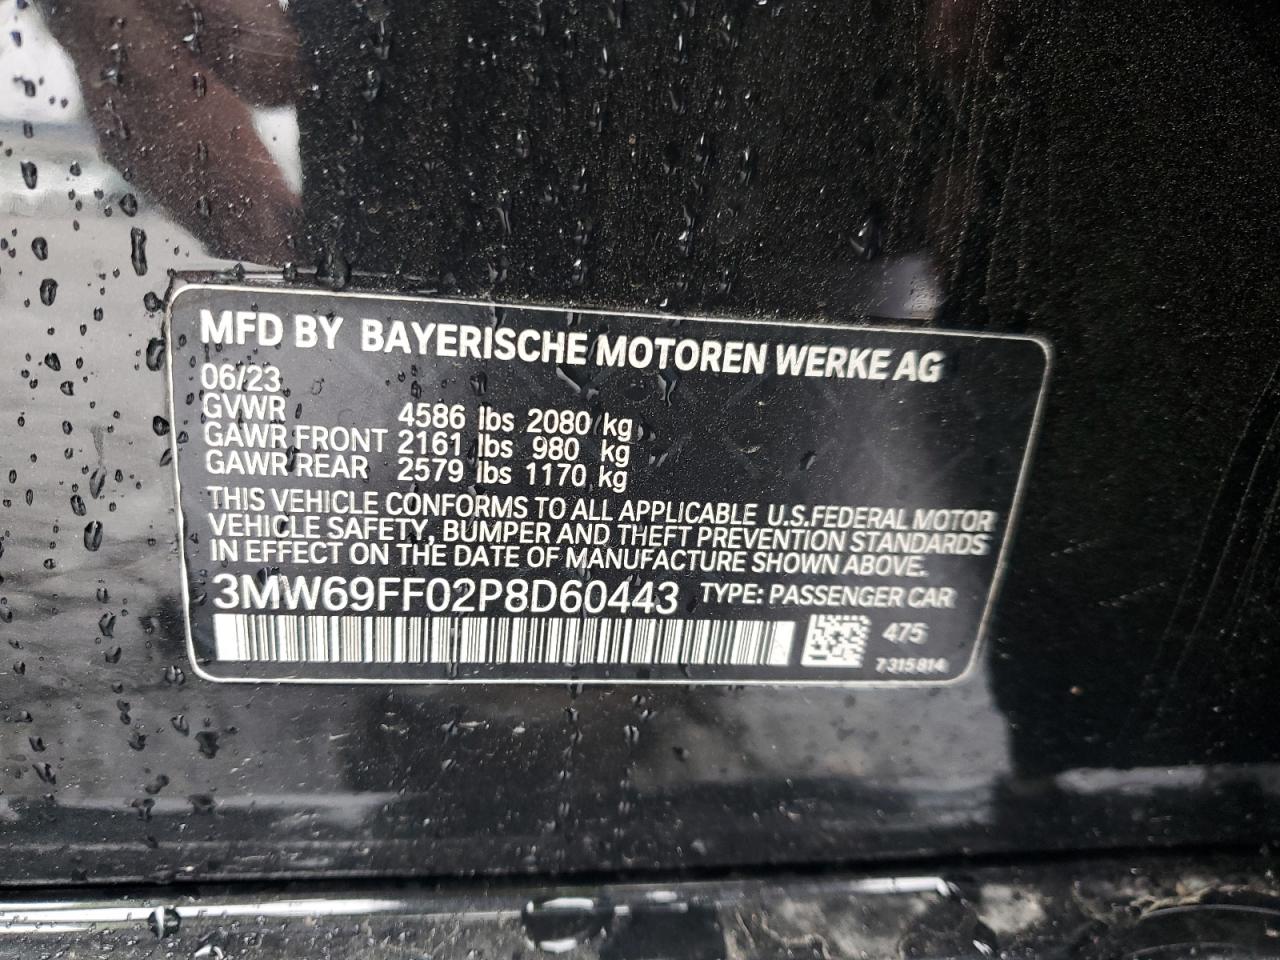 MFD BY BAYERISCHE MOTOREN WERKE AG
06/23
GVWR 4586 lbs 2080 kg
GAWR FRONT 2161 lbs 980 kg
GAWR REAR 2579 lbs 1170 kg
THIS VEHICLE CONFORMS TO ALL APPLICABLE U.S.FEDERAL MOTOR
VEHICLE SAFETY, BUMPER AND THEFT PREVENTION STANDARDS
IN EFFECT ON THE DATE OF MANUFACTURE SHOWN ABOVE.
3MW69FF02P8D60443 TYPE: PASSENGER CAR
475
7315814